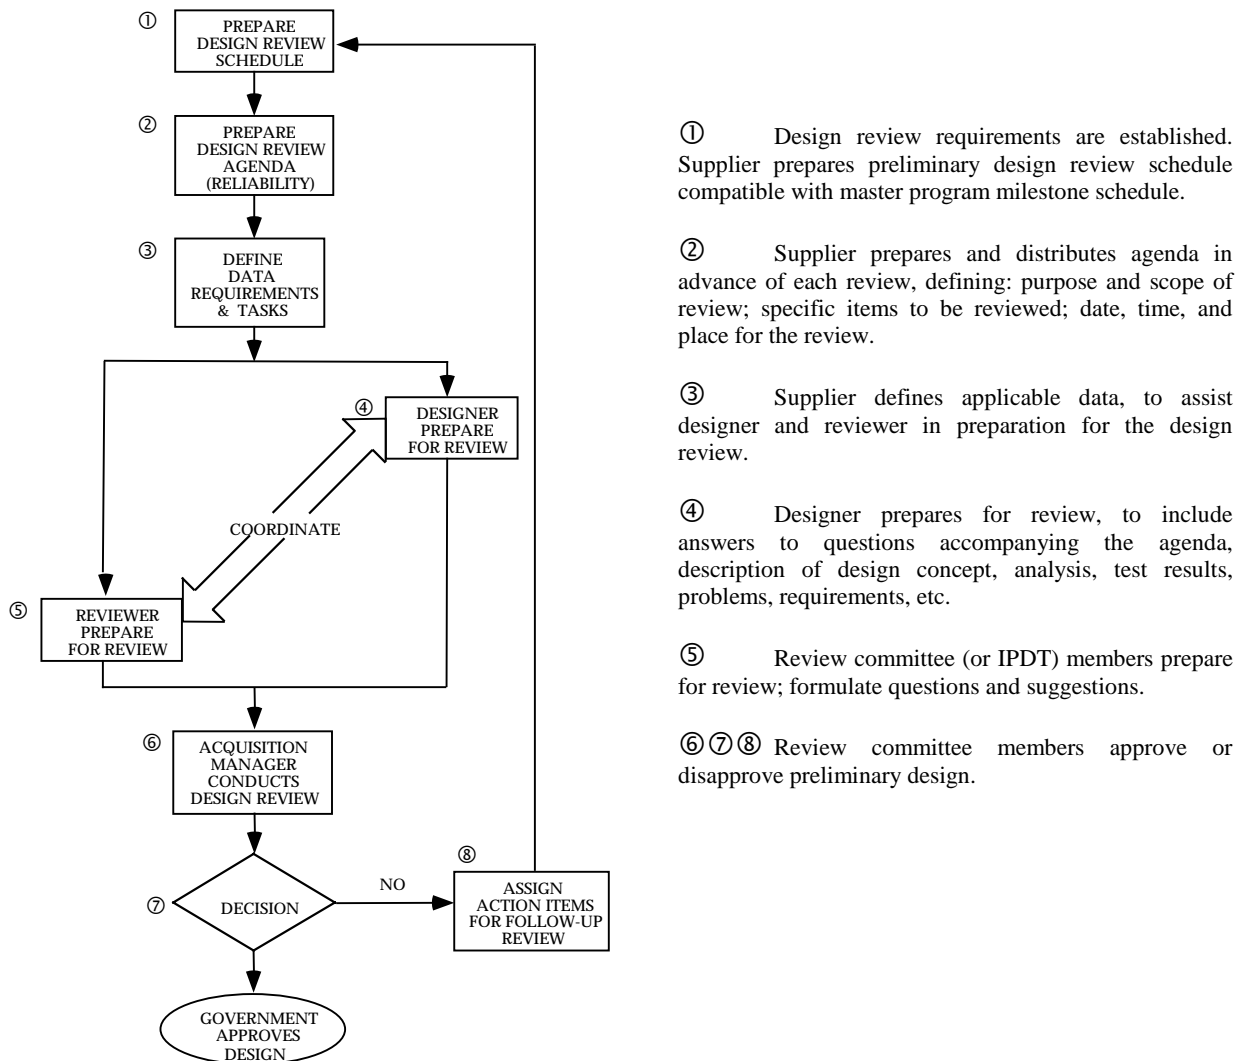 ①
PREPARE
DESIGN REVIEW
SCHEDULE
②
PREPARE
DESIGN REVIEW
AGENDA
(RELIABILITY)
③
DEFINE
DATA
REQUIREMENTS
& TASKS
④
DESIGNER
PREPARE
FOR REVIEW
COORDINATE
⑤
REVIEWER
PREPARE
FOR REVIEW
⑥
ACQUISITION
MANAGER
CONDUCTS
DESIGN REVIEW
⑦
DECISION
NO
⑧
ASSIGN
ACTION ITEMS
FOR FOLLOW-UP
REVIEW
GOVERNMENT
APPROVES
DESIGN
① Design review requirements are established.
Supplier prepares preliminary design review schedule
compatible with master program milestone schedule.
② Supplier prepares and distributes agenda in
advance of each review, defining: purpose and scope of
review; specific items to be reviewed; date, time, and
place for the review.
③ Supplier defines applicable data, to assist
designer and reviewer in preparation for the design
review.
④ Designer prepares for review, to include
answers to questions accompanying the agenda,
description of design concept, analysis, test results,
problems, requirements, etc.
⑤ Review committee (or IPDT) members prepare
for review; formulate questions and suggestions.
⑥⑦⑧ Review committee members approve or
disapprove preliminary design.